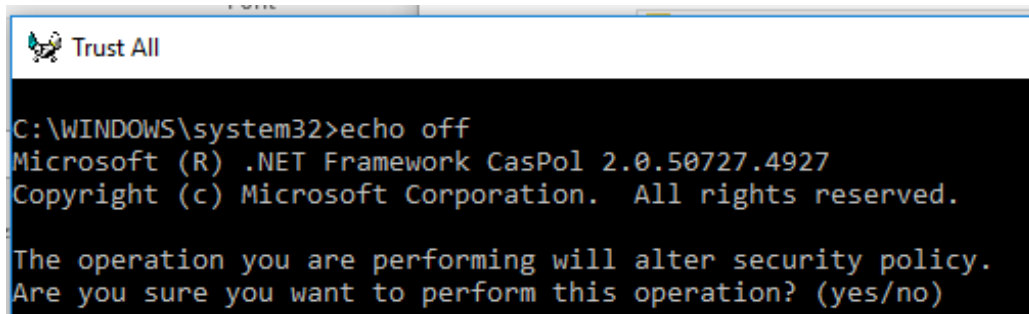 Trust All
C:\WINDOWS\system32>echo off
Microsoft (R) .NET Framework CasPol 2.0.50727.4927
Copyright (c) Microsoft Corporation.  All rights reserved.
The operation you are performing will alter security policy.
Are you sure you want to perform this operation? (yes/no)